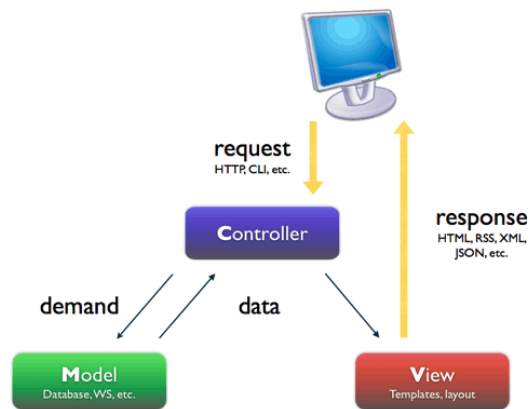 request
HTTP, CLI, etc.
Controller
response
HTML, RSS, XML,
JSON, etc.
demand
data
Model
Database, WS, etc.
View
Templates, layout